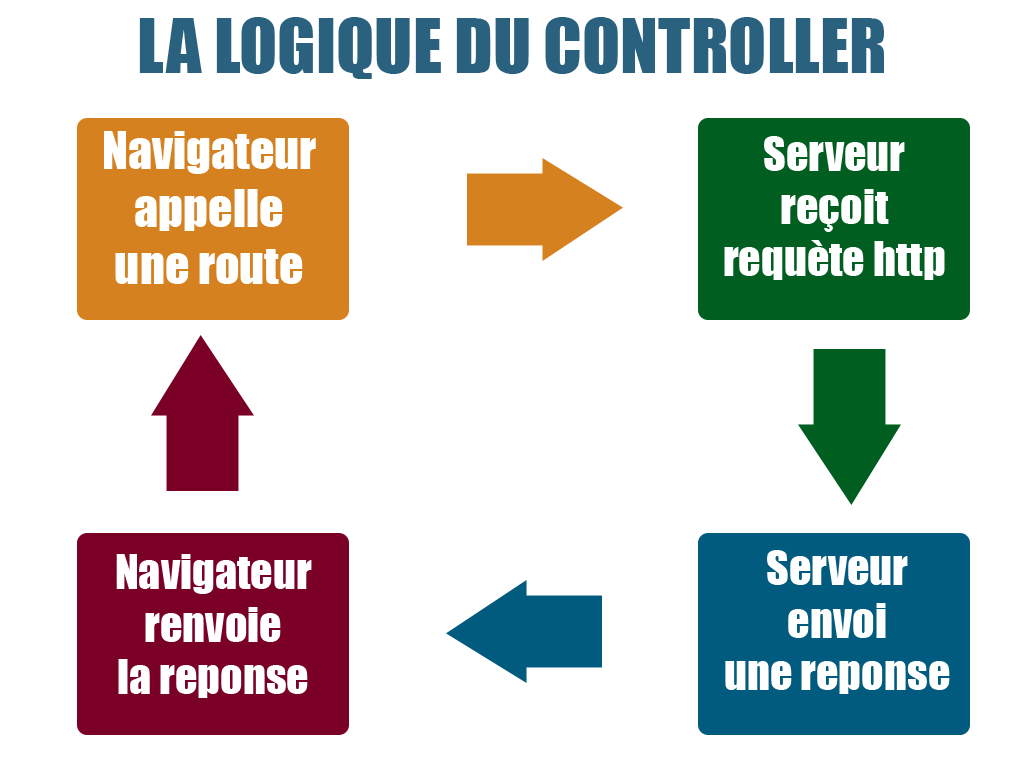 LA LOGIQUE DU CONTROLLER
Navigateur
appelle
une route
Serveur
reçoit
requète http
Navigateur
renvoie
la reponse
Serveur
envoi
une reponse